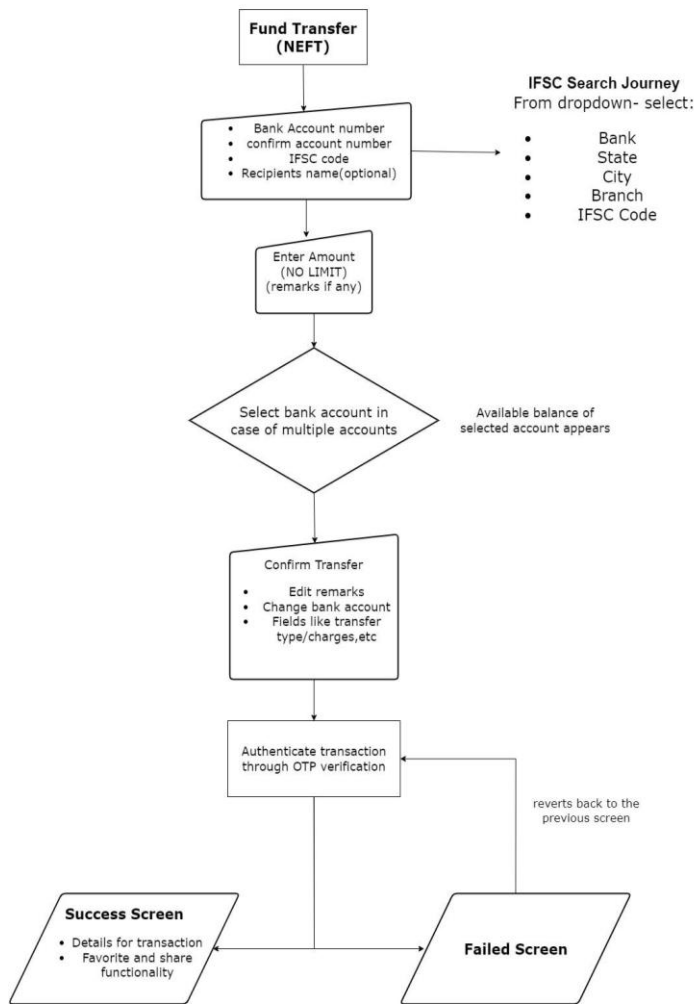 Fund Transfer
(NEFT)
• Bank Account number
• confirm account number
• IFSC code
• Recipients name(optional)
IFSC Search Journey
From dropdown- select:
• Bank
• State
• City
• Branch
• IFSC Code
Enter Amount
(NO LIMIT)
(remarks if any)
Select bank account in
case of multiple accounts
Available balance of
selected account appears
Confirm Transfer
• Edit remarks
• Change bank account
• Fields like transfer
type/charges,etc
Authenticate transaction
through OTP verification
reverts back to the
previous screen
Success Screen
• Details for transaction
• Favorite and share
functionality
Failed Screen